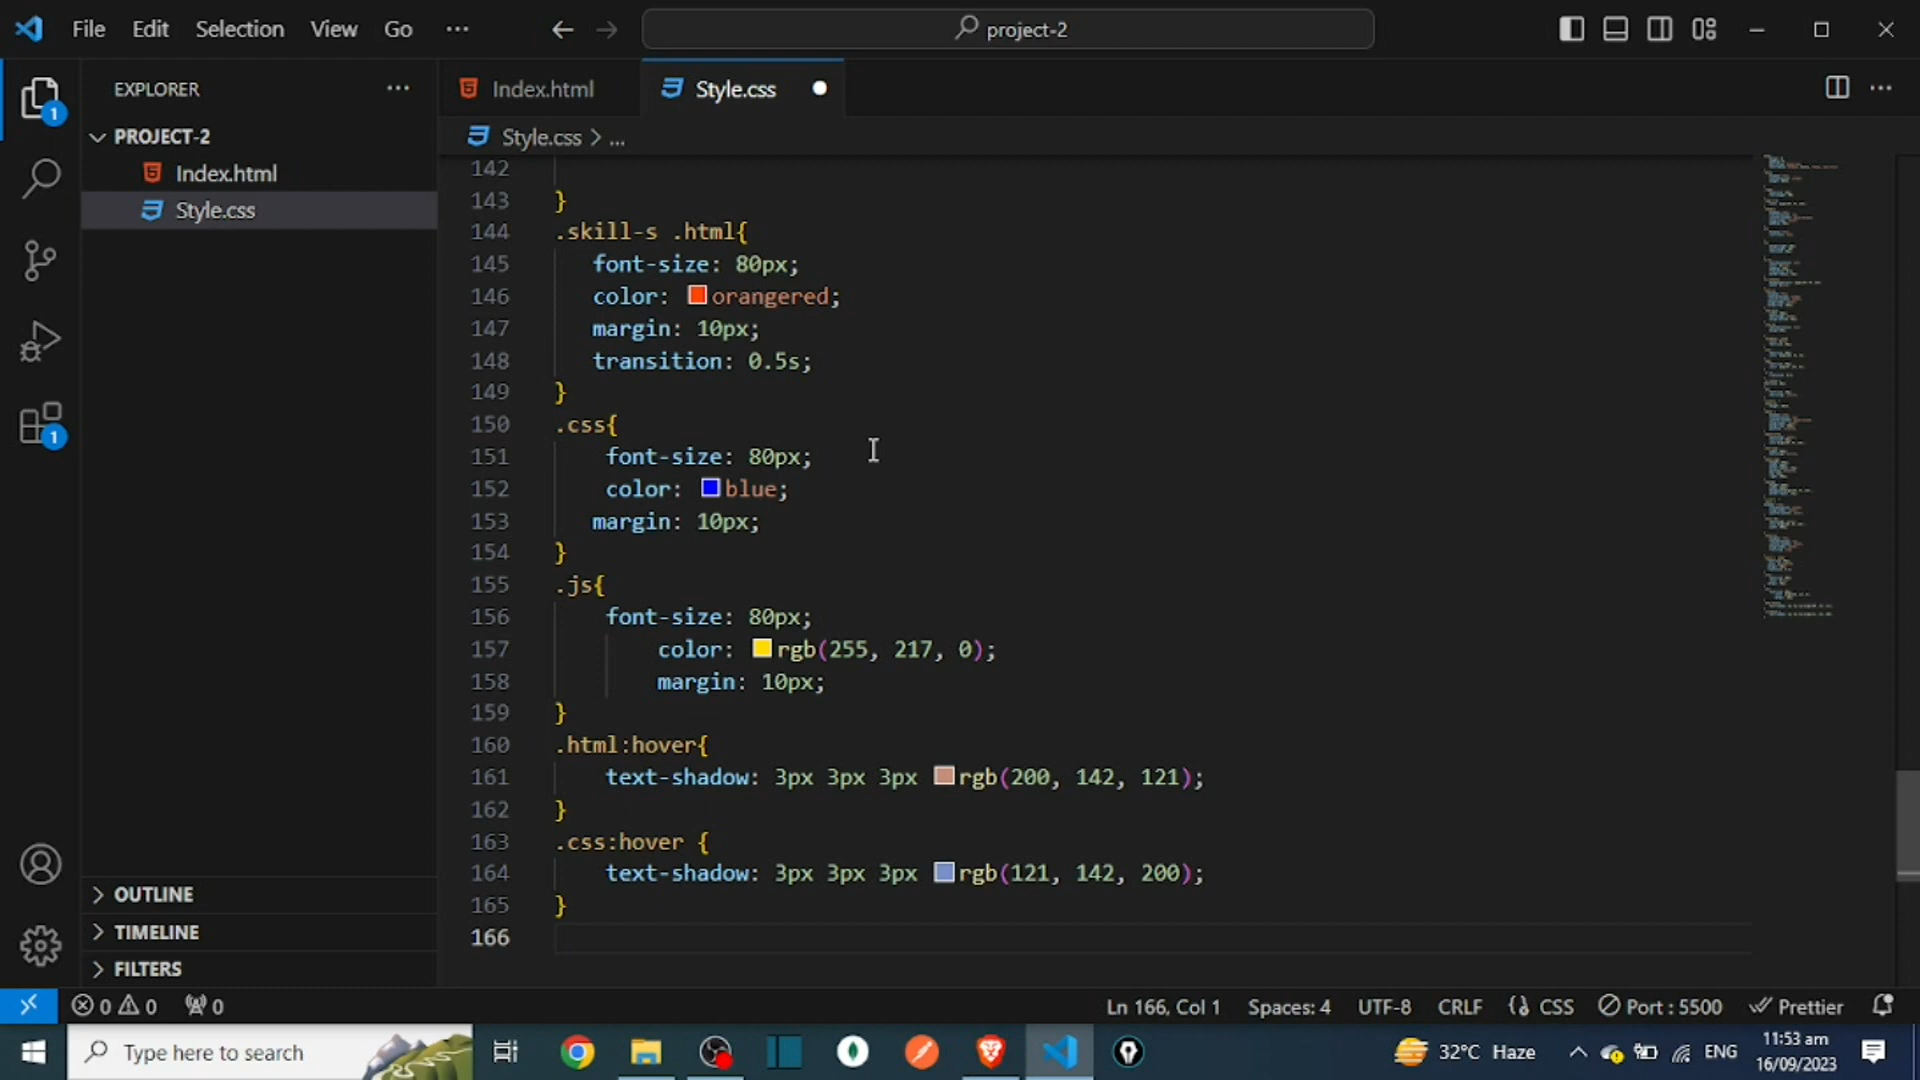 File Edit Selection View Go ··· project-2
EXPLORER ···
PROJECT-2
Index.html
Style.css
Index.html
Style.css
Style.css > ...
142
143 }
144 .skill-s .html{
145 font-size: 80px;
146 color: orangered;
147 margin: 10px;
148 transition: 0.5s;
149 }
150 .css{
151 font-size: 80px;
152 color: blue;
153 margin: 10px;
154 }
155 .js{
156 font-size: 80px;
157 color: rgb(255, 217, 0);
158 margin: 10px;
159 }
160 .html:hover{
161 text-shadow: 3px 3px 3px rgb(200, 142, 121);
162 }
163 .css:hover {
164 text-shadow: 3px 3px 3px rgb(121, 142, 200);
165 }
166
1
1
OUTLINE
TIMELINE
FILTERS
0 0 0 Ln 166, Col 1 Spaces: 4 UTF-8 CRLF CSS Port : 5500 Prettier
Type here to search
32°C Haze ENG 11:53 am
16/09/2023